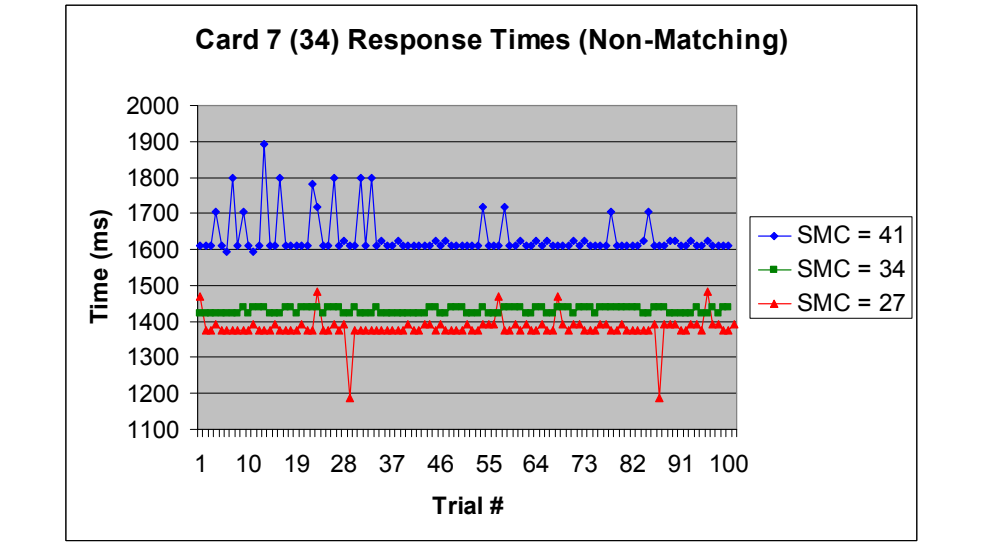 Card 7 (34) Response Times (Non-Matching)
2000
1900
1800
1700
1600
1500
1400
1300
1200
1100
Time (ms)
1 10 19 28 37 46 55 64 73 82 91 100
Trial #
SMC = 41
SMC = 34
SMC = 27